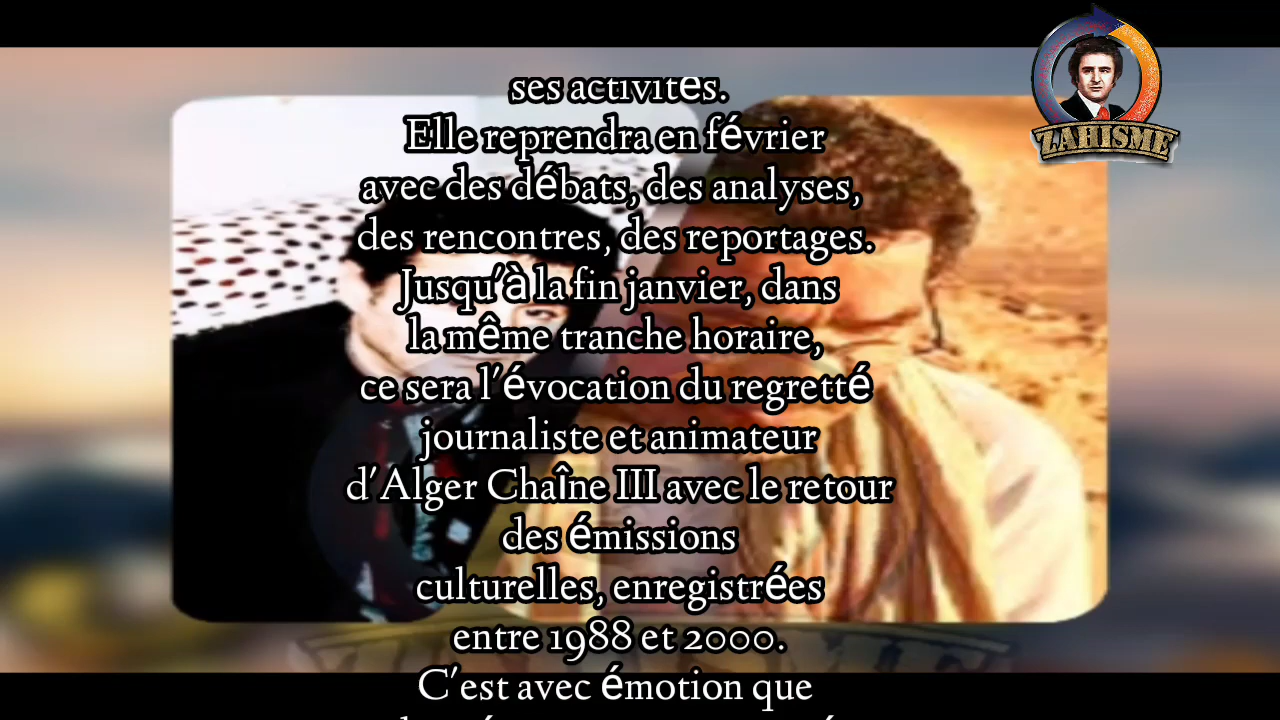 ZAHISME
ses activités.
Elle reprendra en février
avec des débats, des analyses,
des rencontres, des reportages.
Jusqu'à la fin janvier, dans
la même tranche horaire,
ce sera l'évocation du regretté
journaliste et animateur
d'Alger Chaîne III avec le retour
des émissions
culturelles, enregistrées
entre 1988 et 2000.
C'est avec émotion que